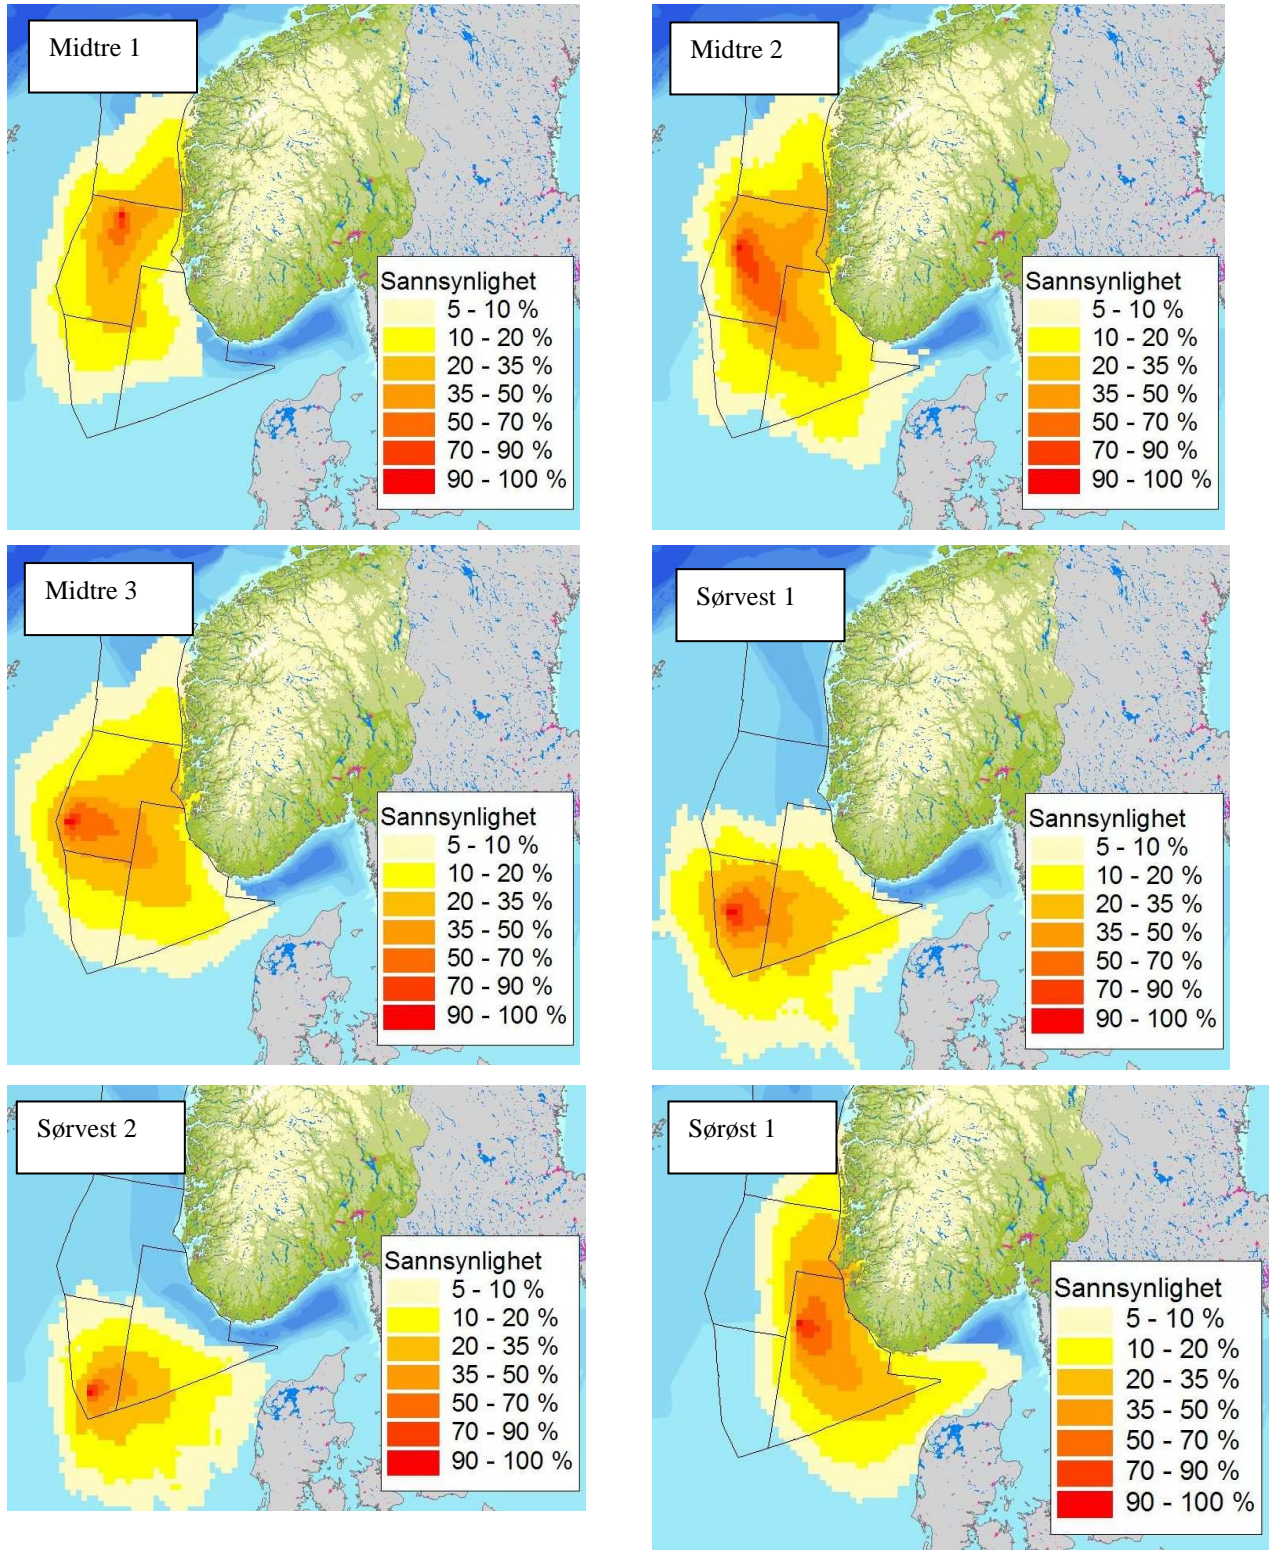 Midtre 1
Sannsynlighet
5 - 10 %
10 - 20 %
20 - 35 %
35 - 50 %
50 - 70 %
70 - 90 %
90 - 100 %
Midtre 2
Sannsynlighet
5 - 10 %
10 - 20 %
20 - 35 %
35 - 50 %
50 - 70 %
70 - 90 %
90 - 100 %
Midtre 3
Sannsynlighet
5 - 10 %
10 - 20 %
20 - 35 %
35 - 50 %
50 - 70 %
70 - 90 %
90 - 100 %
Sørvest 1
Sannsynlighet
5 - 10 %
10 - 20 %
20 - 35 %
35 - 50 %
50 - 70 %
70 - 90 %
90 - 100 %
Sørvest 2
Sannsynlighet
5 - 10 %
10 - 20 %
20 - 35 %
35 - 50 %
50 - 70 %
70 - 90 %
90 - 100 %
Sørøst 1
Sannsynlighet
5 - 10 %
10 - 20 %
20 - 35 %
35 - 50 %
50 - 70 %
70 - 90 %
90 - 100 %